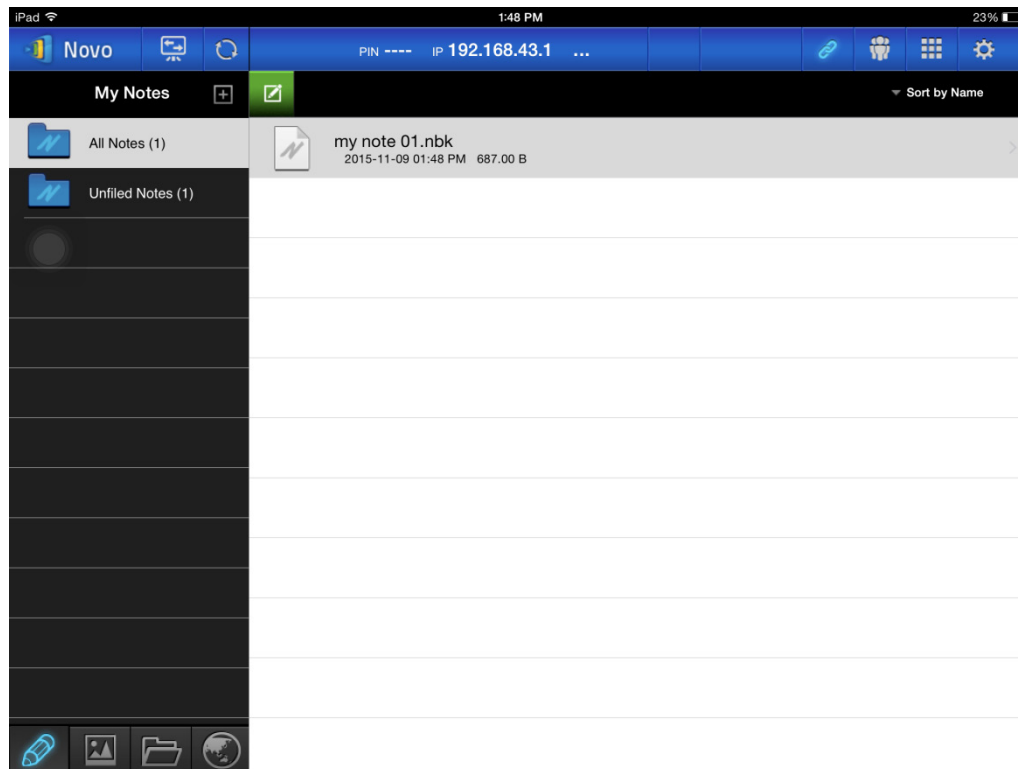 iPad 1:48 PM 23%
Novo PIN ---- IP 192.168.43.1 ...
My Notes Sort by Name
All Notes (1)
my note 01.nbk
2015-11-09 01:48 PM 687.00 B
Unfiled Notes (1)